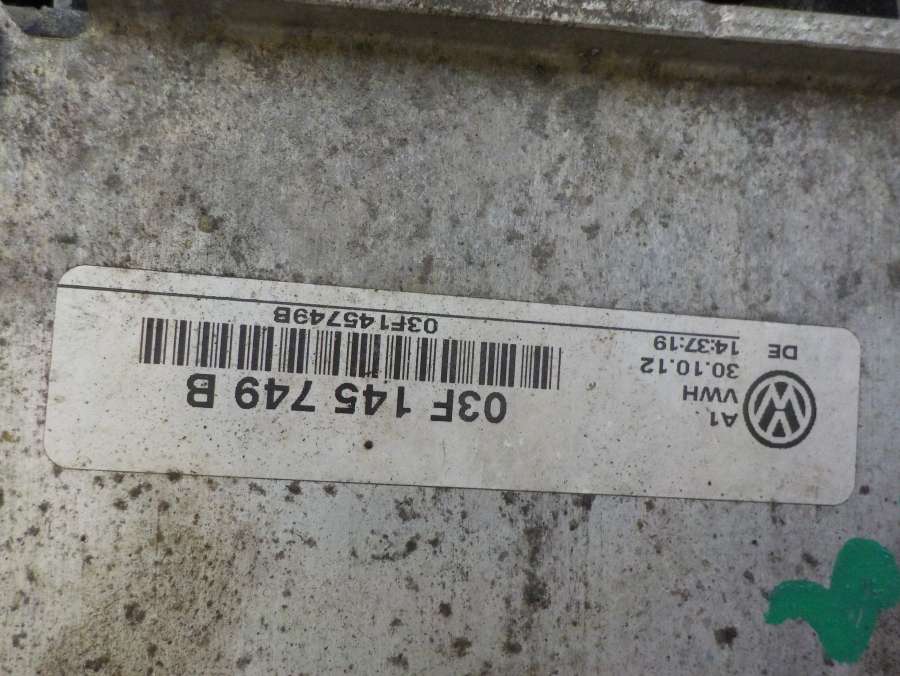 A1
VWH
30.10.12
14:37:19
DE
03F 145 749 B
03F145749B